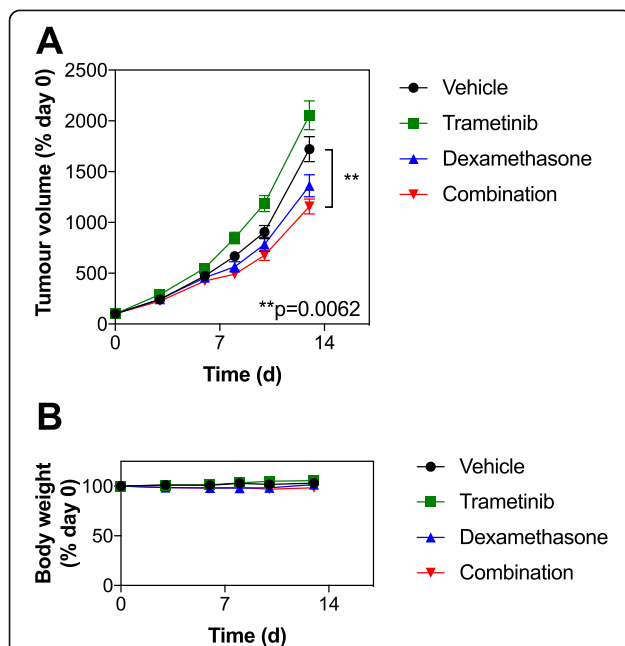 A
2500
2000
1500
1000
500
0
Tumour volume (% day 0)
**
**p=0.0062
0 7 14
Time (d)
Vehicle
Trametinib
Dexamethasone
Combination
B
100
50
0
Body weight
(% day 0)
0 7 14
Time (d)
Vehicle
Trametinib
Dexamethasone
Combination